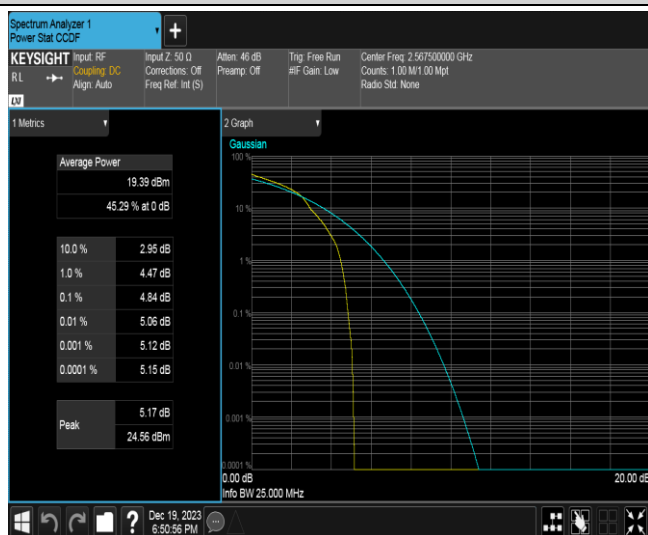 Spectrum Analyzer 1
Power Stat CCDF
+
KEYSIGHT
RL
LXI
Input: RF
Coupling: DC
Align: Auto
Input Z: 50 Ω
Corrections: Off
Freq Ref: Int (S)
Atten: 46 dB
Preamp: Off
Trig: Free Run
#IF Gain: Low
Center Freq: 2.567500000 GHz
Counts: 1.00 M/1.00 Mpt
Radio Std: None
1 Metrics
Average Power
19.39 dBm
45.29 % at 0 dB
10.0 % 2.95 dB
1.0 % 4.47 dB
0.1 % 4.84 dB
0.01 % 5.06 dB
0.001 % 5.12 dB
0.0001 % 5.15 dB
Peak
5.17 dB
24.56 dBm
2 Graph
Gaussian
100 %
10 %
1 %
0.1 %
0.01 %
0.001 %
0.0001 %
0.00 dB
20.00 dB
Info BW 25.000 MHz
?
Dec 19, 2023
6:50:56 PM